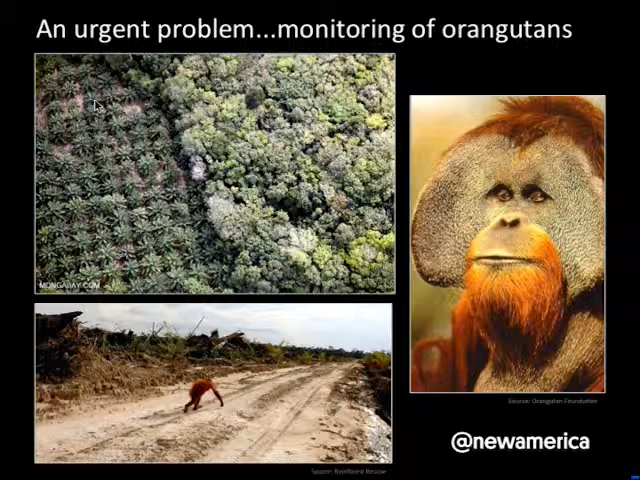 An urgent problem...monitoring of orangutans
MONGABAY.COM
Source: Orangutan Foundation
@newamerica
Source: Rainforest Rescue